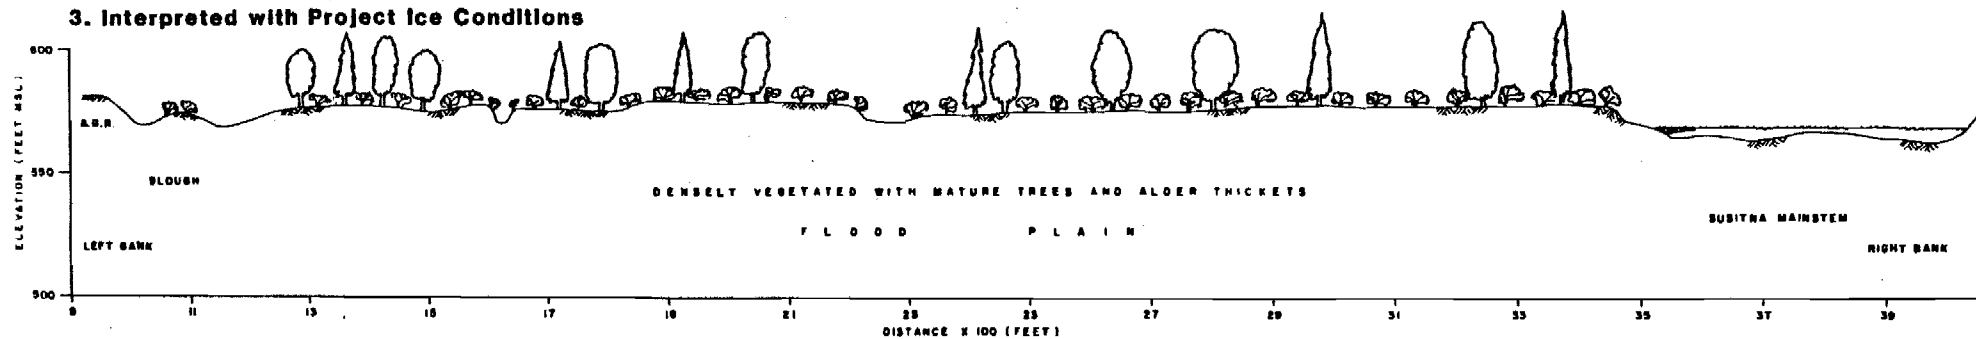 3. Interpreted with Project Ice Conditions
600
550
500
ELEVATION (FEET MSL)
A.R.R.
SLOUGH
LEFT BANK
DENSELY VEGETATED WITH MATURE TREES AND ALDER THICKETS
FLOOD PLAIN
SUSITNA MAINSTEM
RIGHT BANK
9 11 13 15 17 19 21 23 25 27 29 31 33 35 37 39
DISTANCE X 100 (FEET)